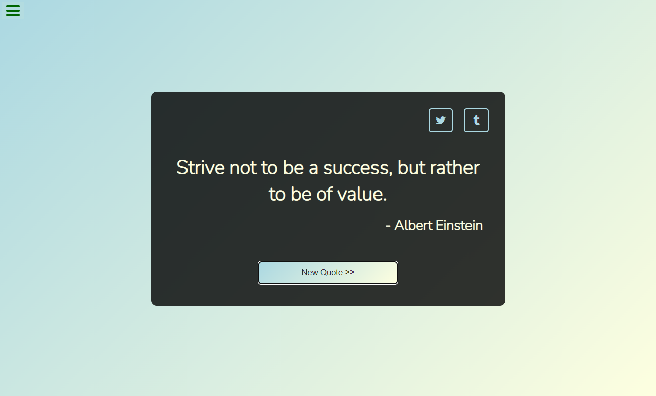 Strive not to be a success, but rather
to be of value.
- Albert Einstein
New Quote >>